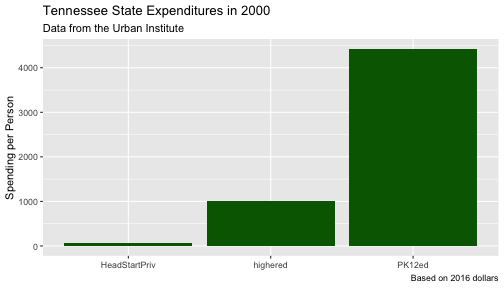 Tennessee State Expenditures in 2000
Data from the Urban Institute
Spending per Person
4000
3000
2000
1000
0
HeadStartPriv
highered
PK12ed
Based on 2016 dollars